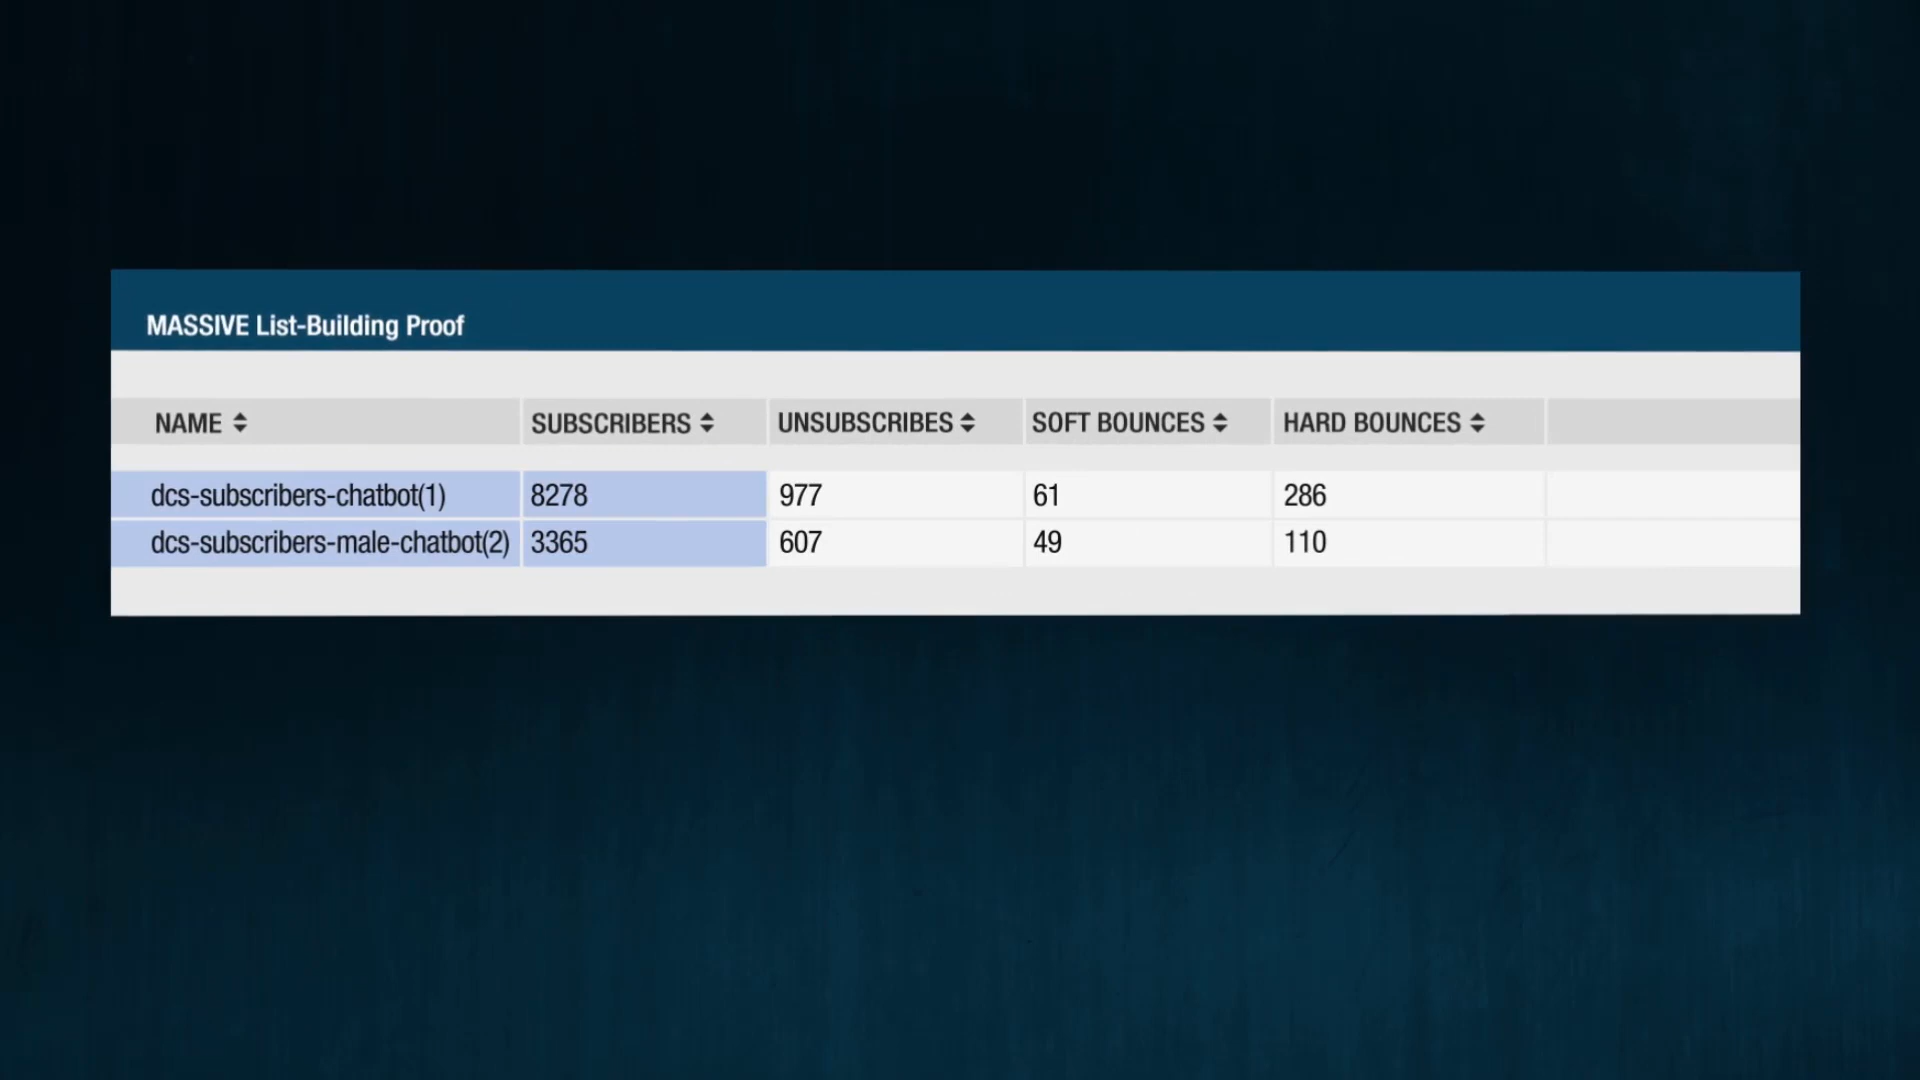 MASSIVE List-Building Proof
NAME SUBSCRIBERS UNSUBSCRIBES SOFT BOUNCES HARD BOUNCES
dcs-subscribers-chatbot(1) 8278 977 61 286
dcs-subscribers-male-chatbot(2) 3365 607 49 110